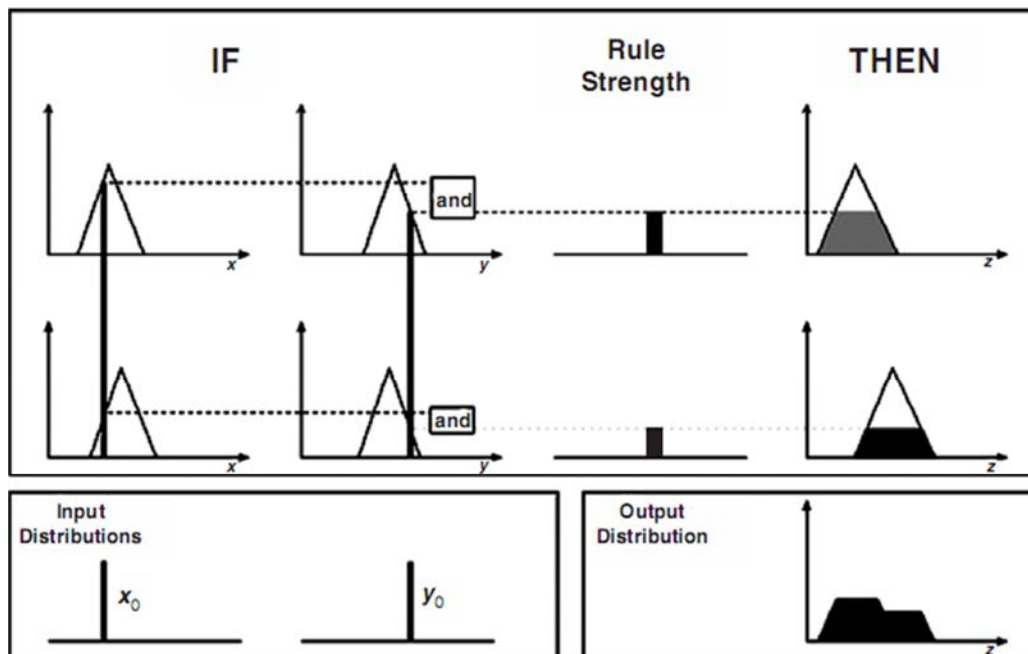 IF
Rule
Strength
THEN
and
x
y
z
and
x
y
z
Input
Distributions
x0
y0
Output
Distribution
z